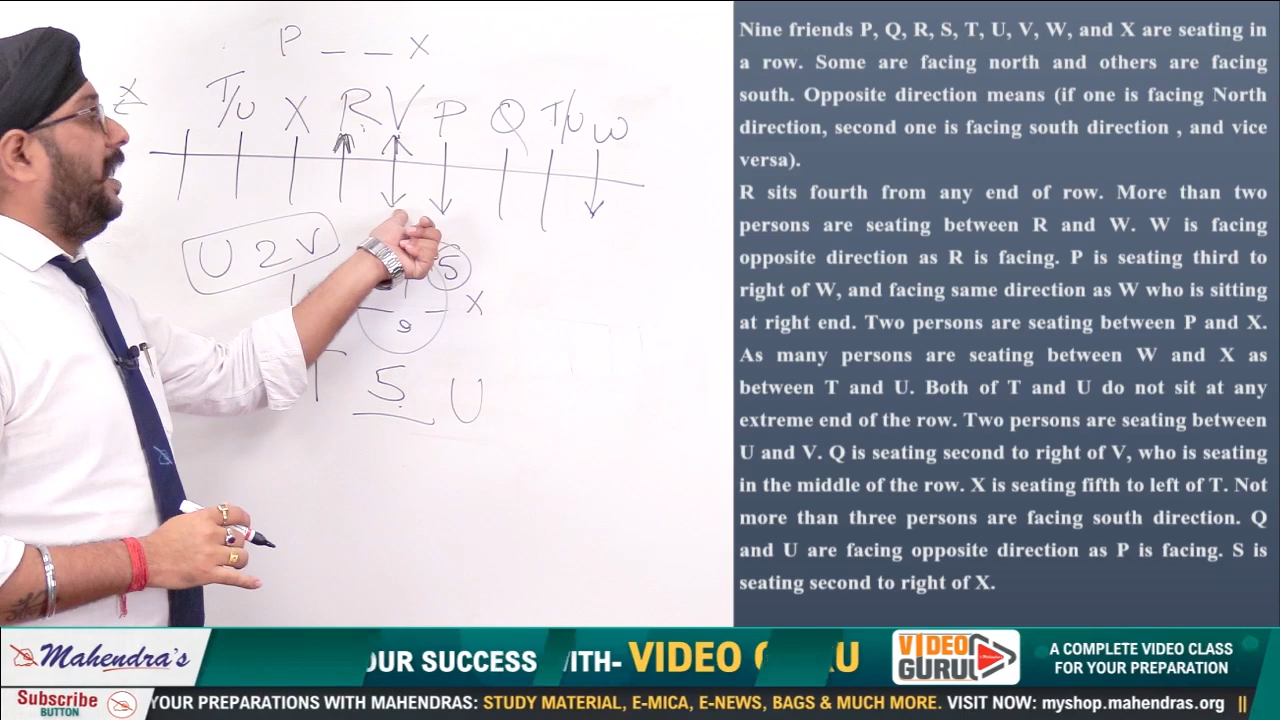 P _ _ X
X T/U X R V P Q T/U W
U 2 V
5
X
9
5 U
Nine friends P, Q, R, S, T, U, V, W, and X are seating in
a row. Some are facing north and others are facing
south. Opposite direction means (if one is facing North
direction, second one is facing south direction , and vice
versa).
R sits fourth from any end of row. More than two
persons are seating between R and W. W is facing
opposite direction as R is facing. P is seating third to
right of W, and facing same direction as W who is sitting
at right end. Two persons are seating between P and X.
As many persons are seating between W and X as
between T and U. Both of T and U do not sit at any
extreme end of the row. Two persons are seating between
U and V. Q is seating second to right of V, who is seating
in the middle of the row. X is seating fifth to left of T. Not
more than three persons are facing south direction. Q
and U are facing opposite direction as P is facing. S is
seating second to right of X.
Mahendra's
OUR SUCCESS WITH- VIDEO GURU
VIDEO
GURUL
A COMPLETE VIDEO CLASS
FOR YOUR PREPARATION
Subscribe
BUTTON
YOUR PREPARATIONS WITH MAHENDRAS: STUDY MATERIAL, E-MICA, E-NEWS, BAGS & MUCH MORE. VISIT NOW: myshop.mahendras.org ||